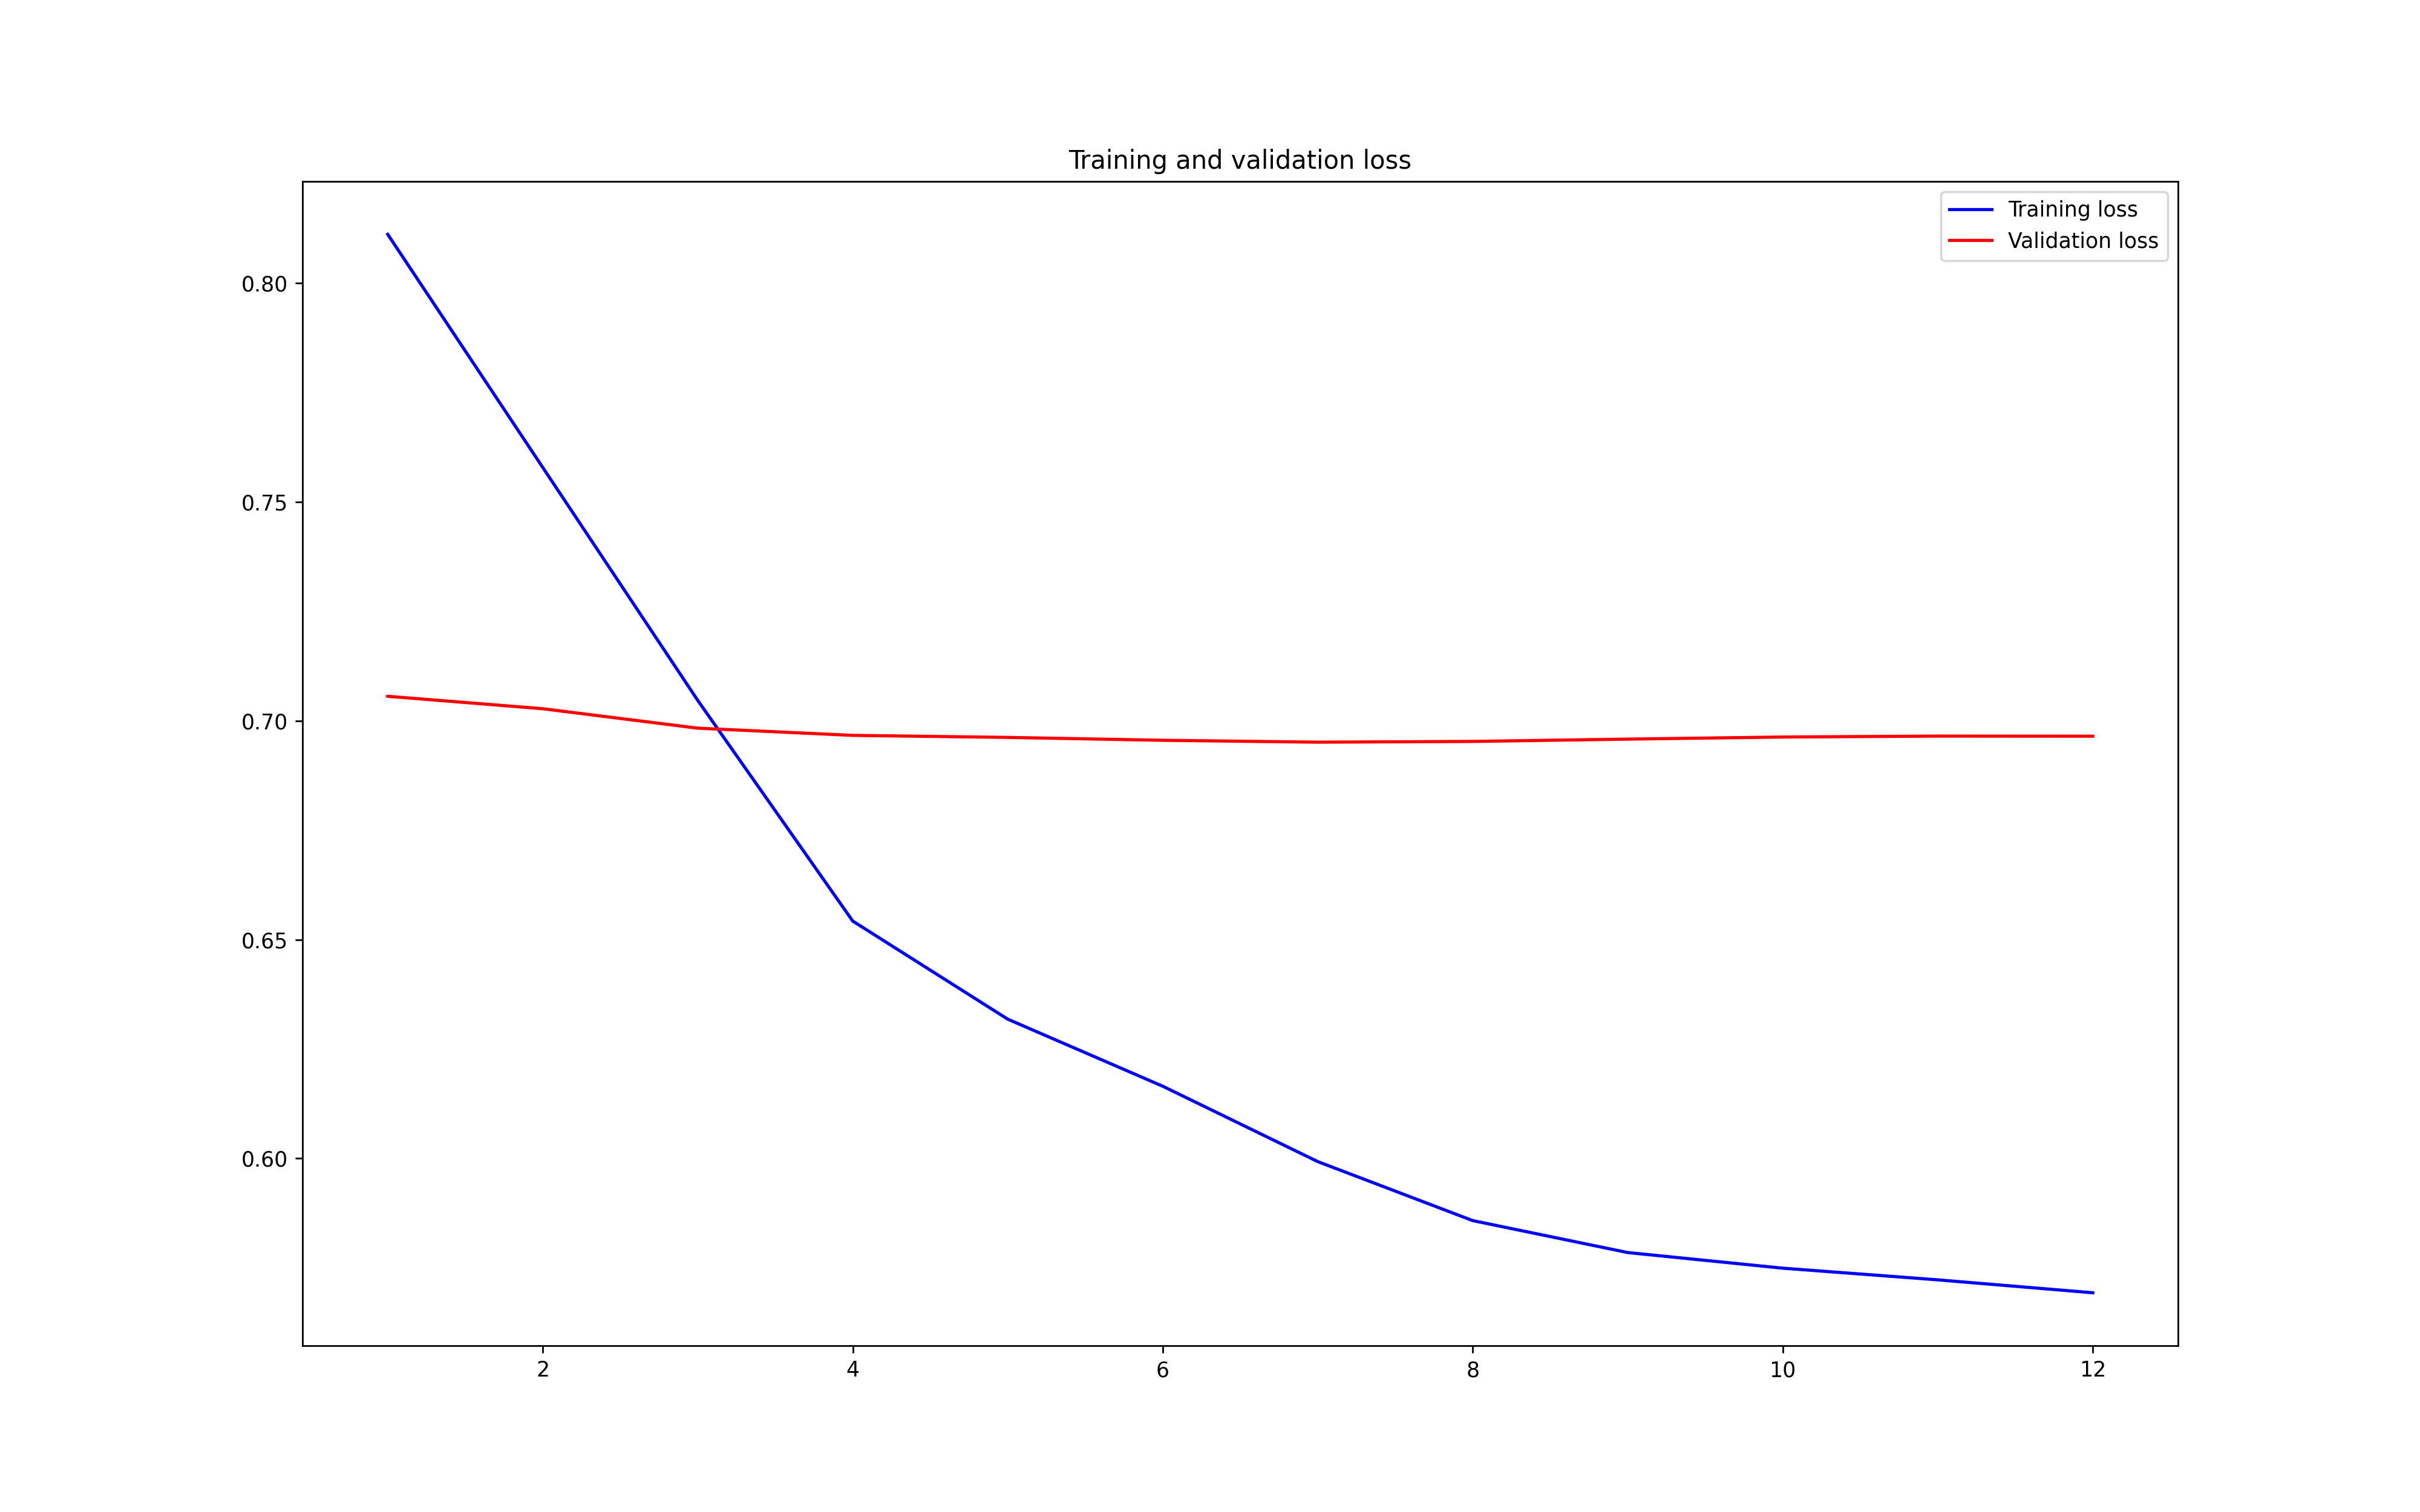 Training and validation loss
Training loss
Validation loss
0.80
0.75
0.70
0.65
0.60
2 4 6 8 10 12